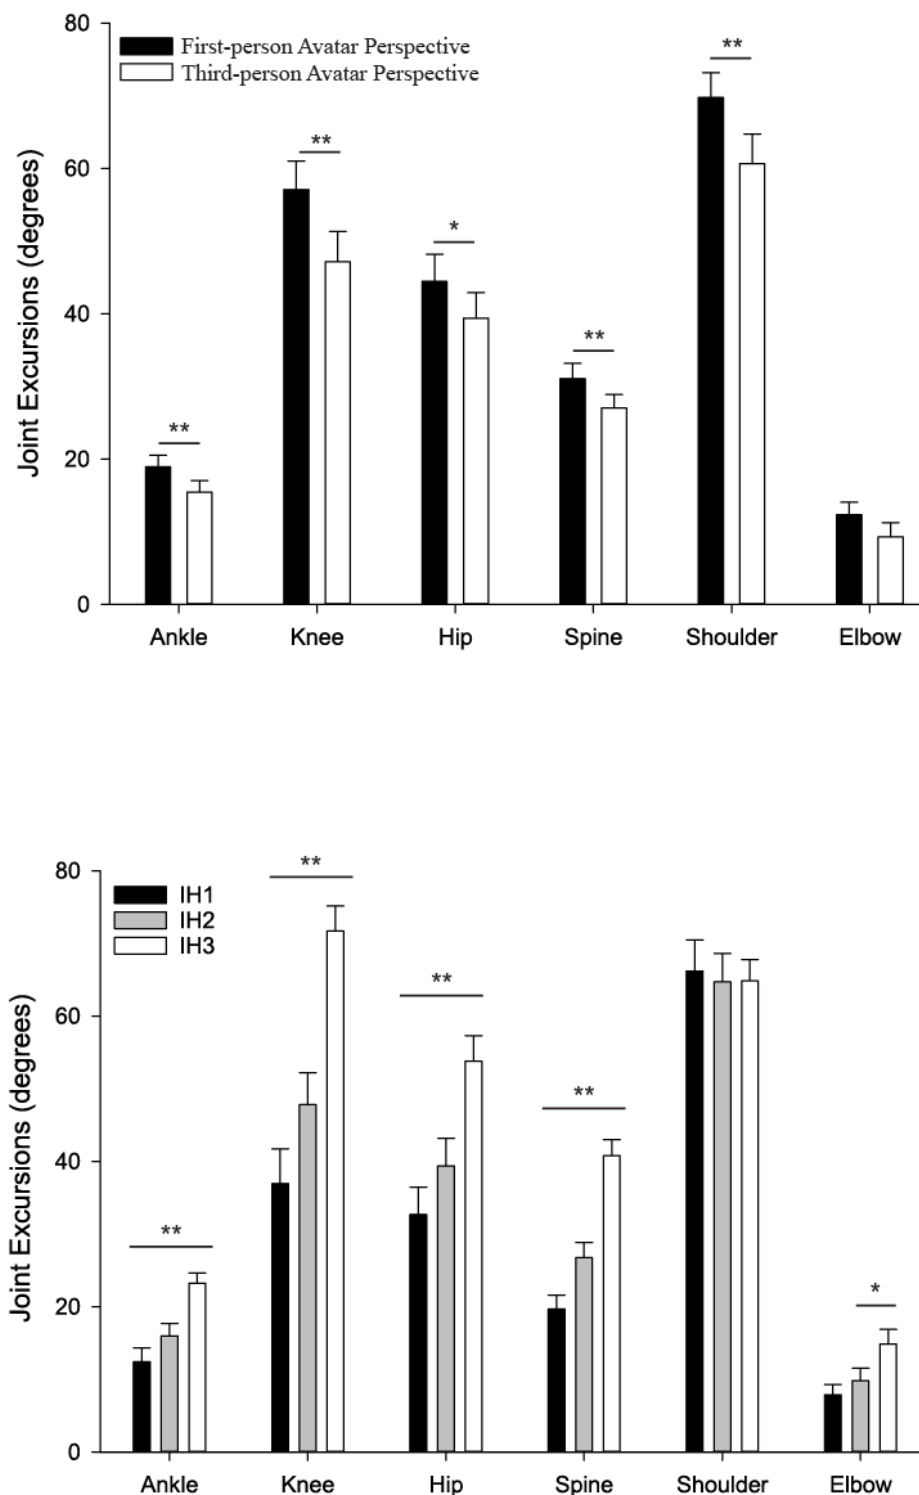 80
First-person Avatar Perspective
Third-person Avatar Perspective
**
**
*
**
**
60
40
20
0
Joint Excursions (degrees)
Ankle Knee Hip Spine Shoulder Elbow
80
IH1
IH2
IH3
**
**
**
**
*
60
40
20
0
Joint Excursions (degrees)
Ankle Knee Hip Spine Shoulder Elbow